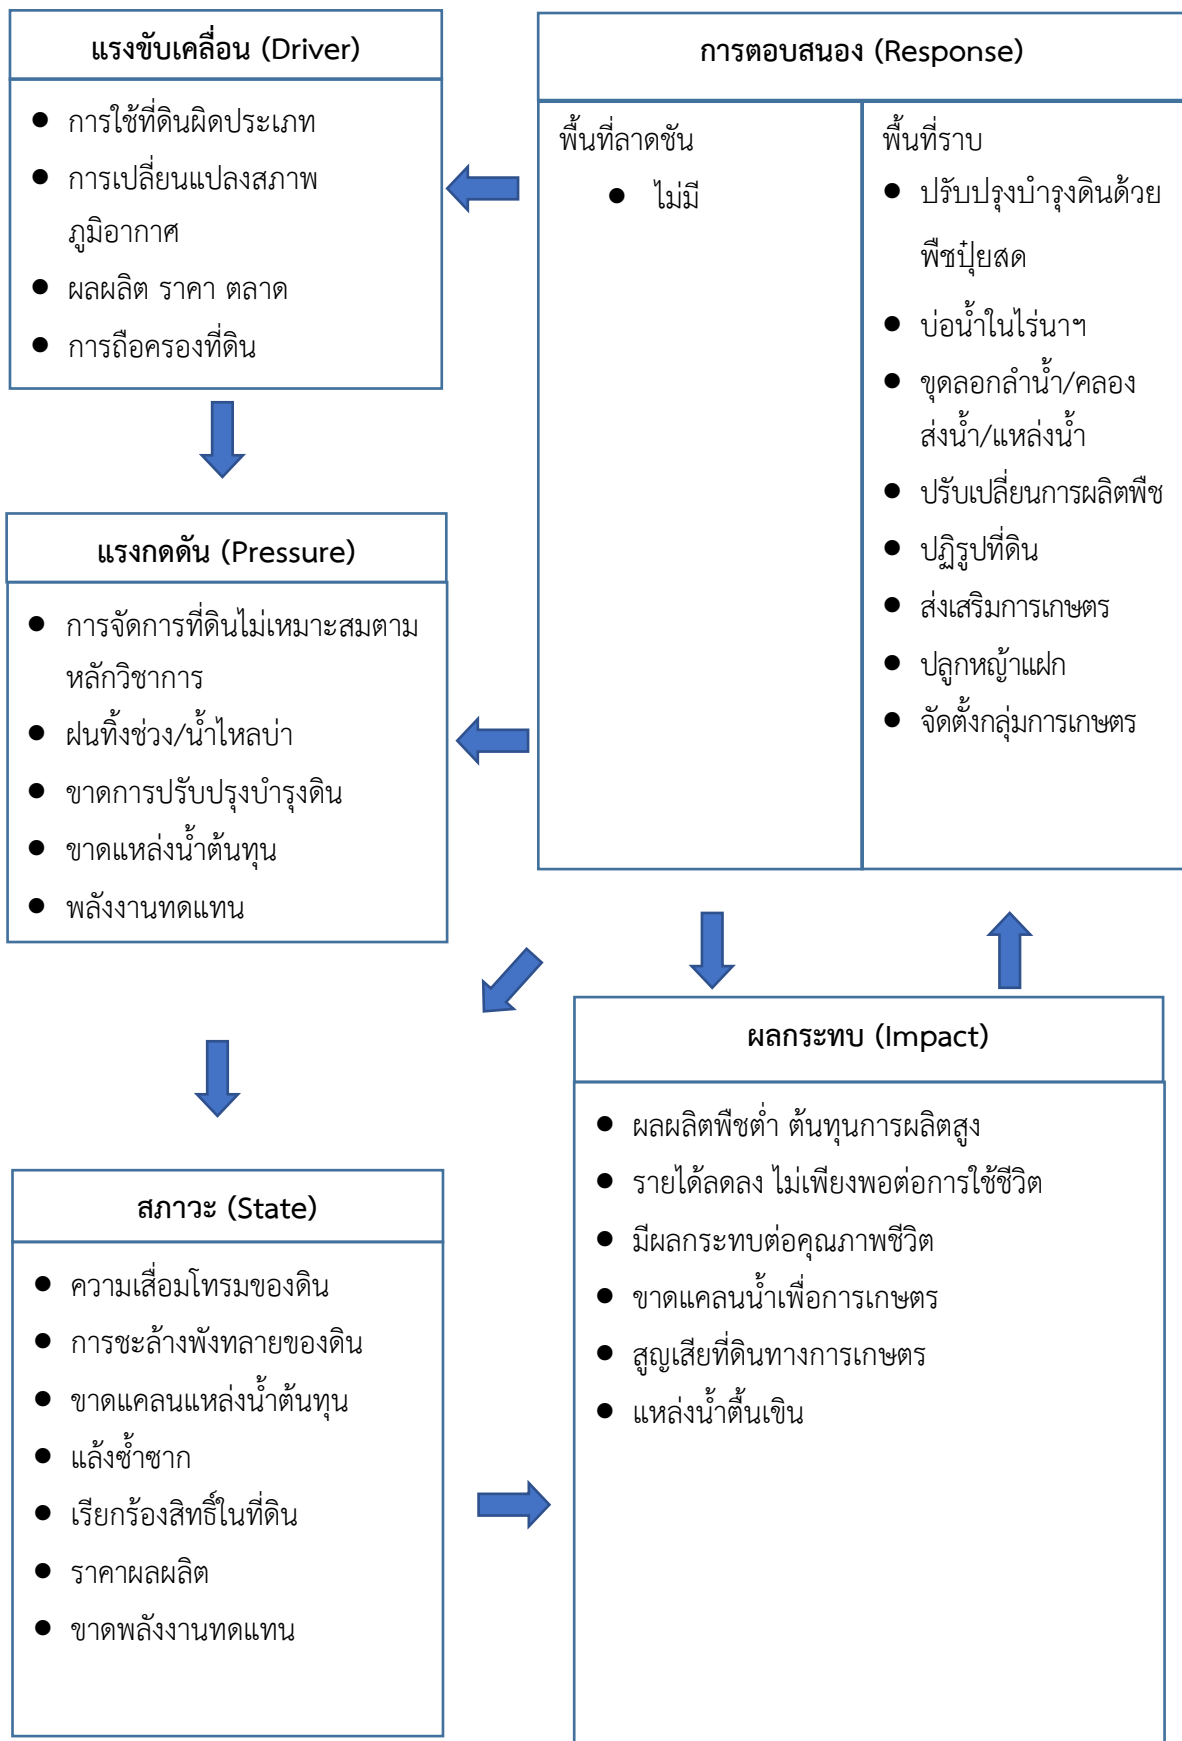 แรงขับเคลื่อน (Driver)
● การใช้ที่ดินผิดประเภท
● การเปลี่ยนแปลงสภาพ
ภูมิอากาศ
● ผลผลิต ราคา ตลาด
● การถือครองที่ดิน
การตอบสนอง (Response)
พื้นที่ลาดชัน
● ไม่มี
พื้นที่ราบ
● ปรับปรุงบำรุงดินด้วย
พืชปุ๋ยสด
● บ่อน้ำในไร่นาฯ
● ขุดลอกลำน้ำ/คลอง
ส่งน้ำ/แหล่งน้ำ
● ปรับเปลี่ยนการผลิตพืช
● ปฏิรูปที่ดิน
● ส่งเสริมการเกษตร
● ปลูกหญ้าแฝก
● จัดตั้งกลุ่มการเกษตร
แรงกดดัน (Pressure)
● การจัดการที่ดินไม่เหมาะสมตาม
หลักวิชาการ
● ฝนทิ้งช่วง/น้ำไหลบ่า
● ขาดการปรับปรุงบำรุงดิน
● ขาดแหล่งน้ำต้นทุน
● พลังงานทดแทน
ผลกระทบ (Impact)
● ผลผลิตพืชต่ำ ต้นทุนการผลิตสูง
● รายได้ลดลง ไม่เพียงพอต่อการใช้ชีวิต
● มีผลกระทบต่อคุณภาพชีวิต
● ขาดแคลนน้ำเพื่อการเกษตร
● สูญเสียที่ดินทางการเกษตร
● แหล่งน้ำตื้นเขิน
สภาวะ (State)
● ความเสื่อมโทรมของดิน
● การชะล้างพังทลายของดิน
● ขาดแคลนแหล่งน้ำต้นทุน
● แล้งซ้ำซาก
● เรียกร้องสิทธิ์ในที่ดิน
● ราคาผลผลิต
● ขาดพลังงานทดแทน